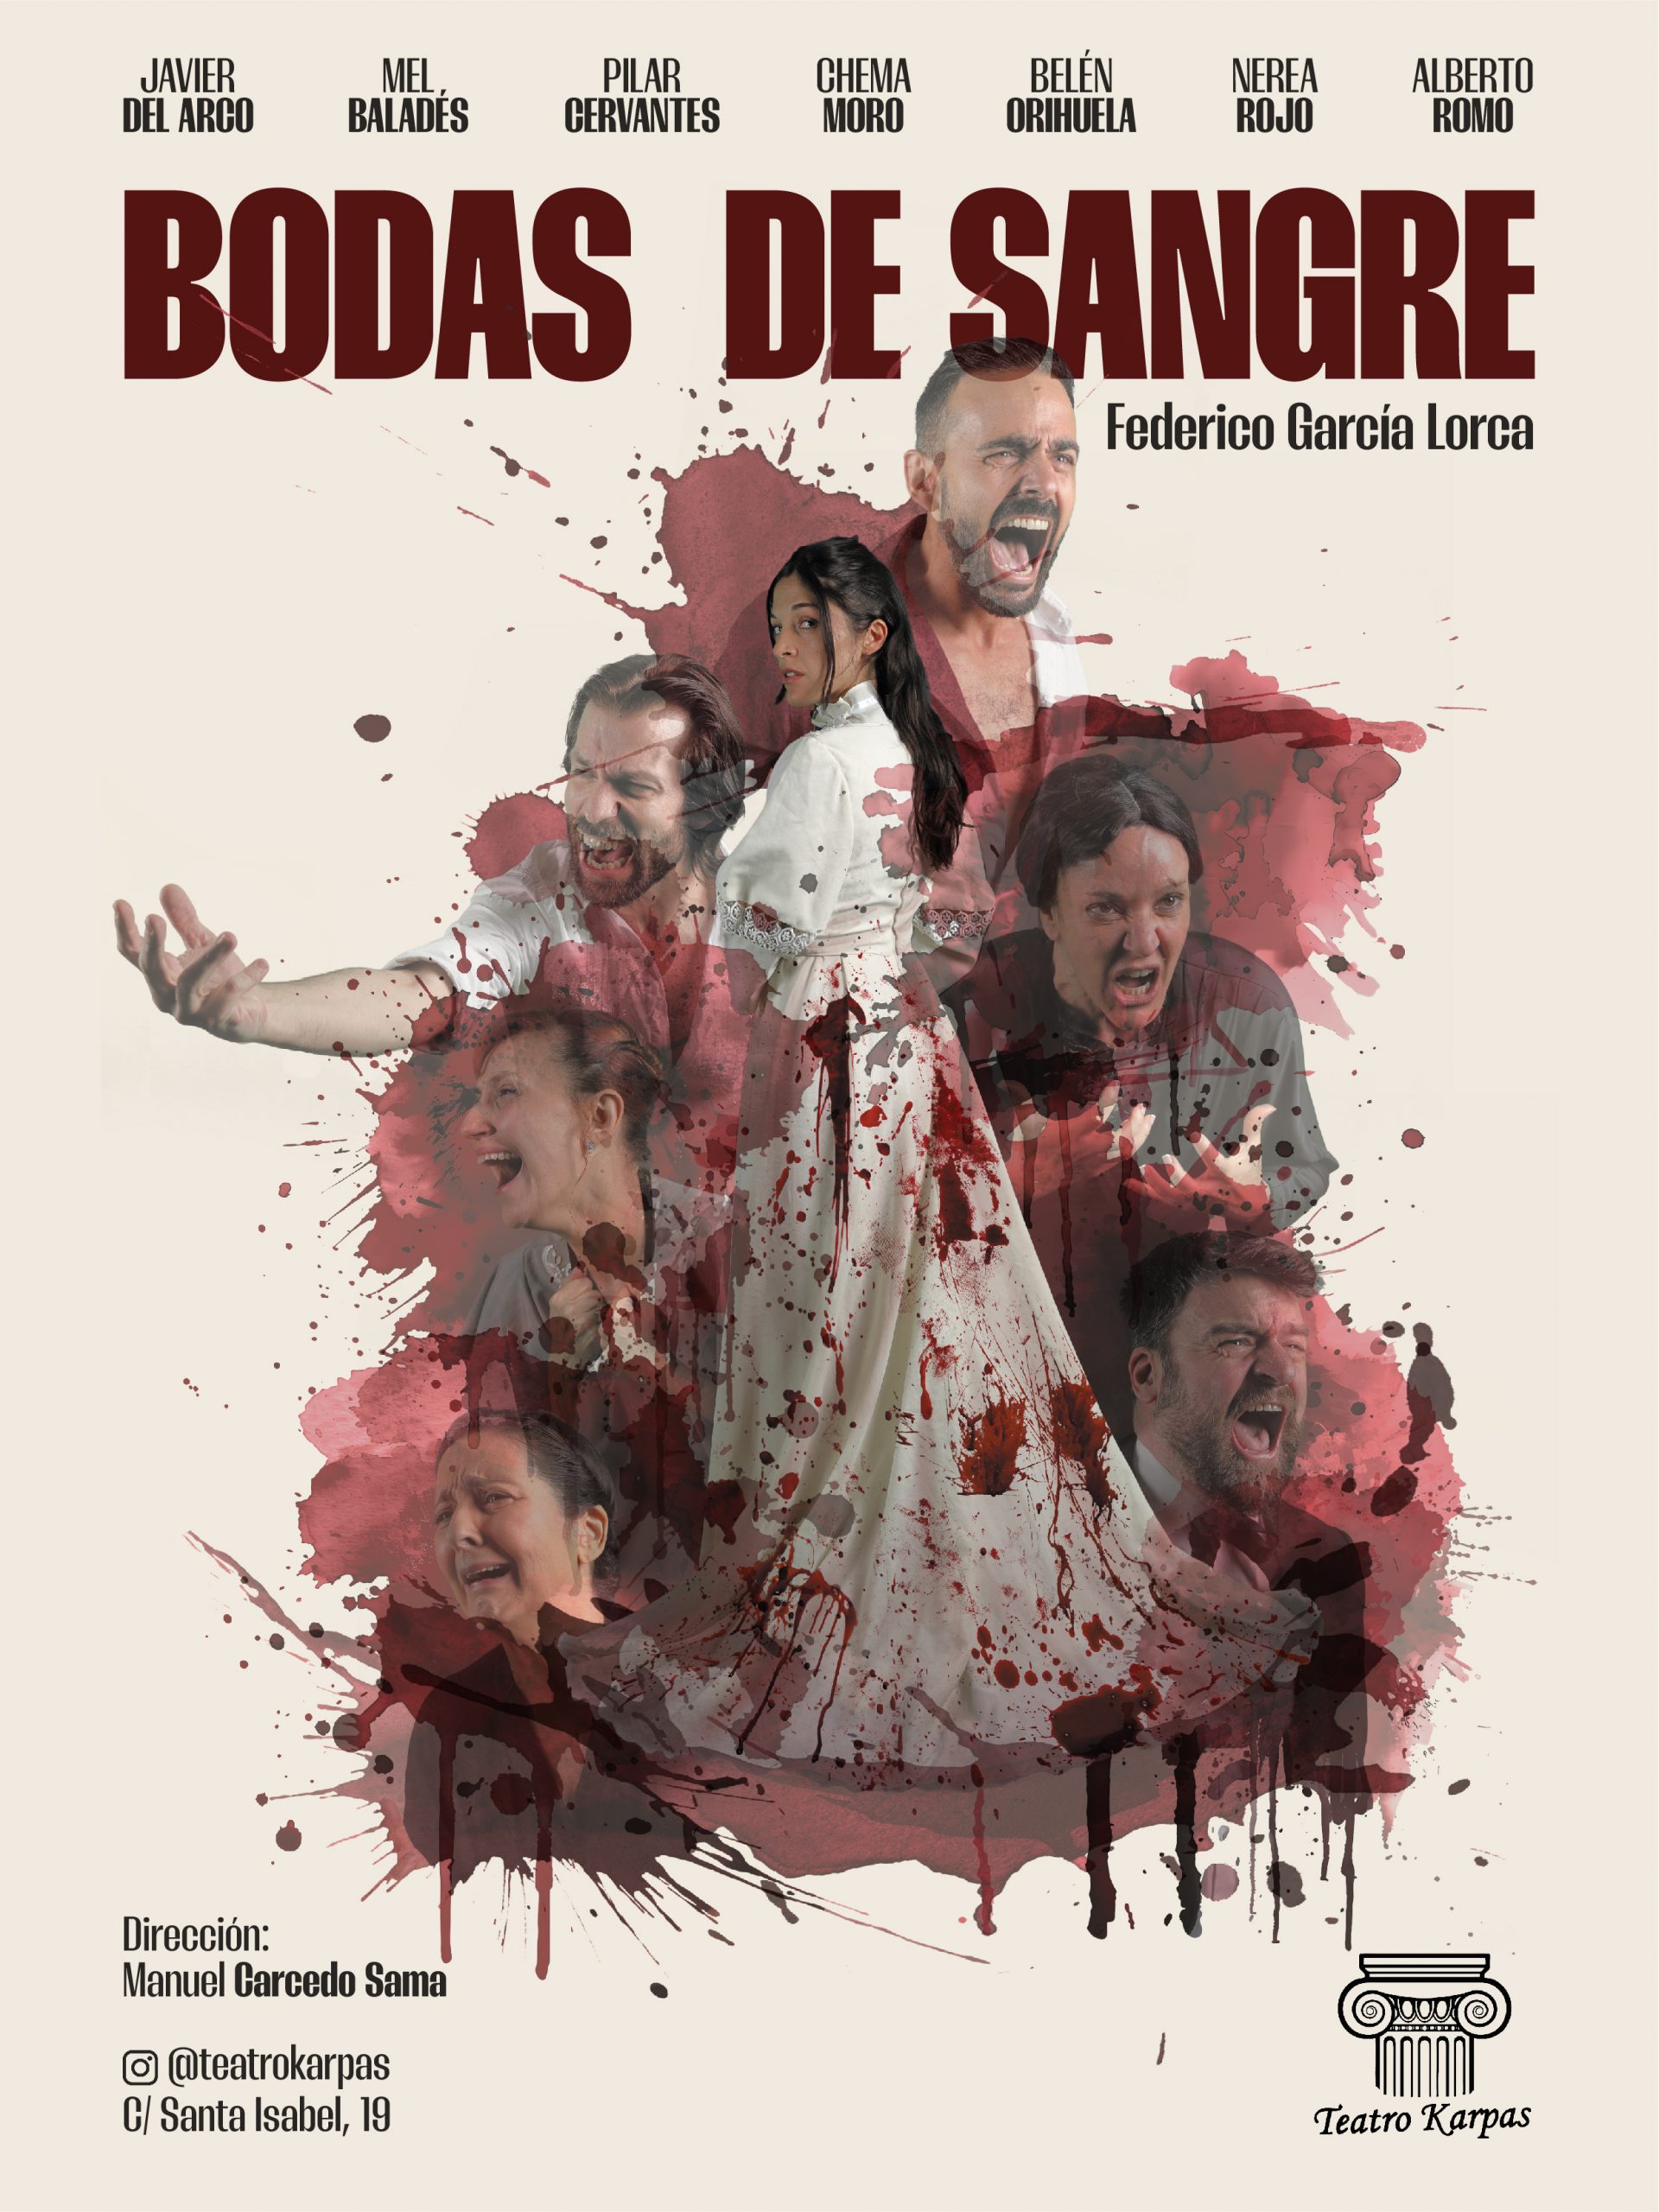 JAVIER
DEL ARCO
MEL
BALADÉS
PILAR
CERVANTES
CHEMA
MORO
BELÉN
ORIHUELA
NEREA
ROJO
ALBERTO
ROMO
BODAS DE SANGRE
Federico García Lorca
Dirección:
Manuel Carcedo Sama
@teatrokarpas
C/ Santa Isabel, 19
Teatro Karpas